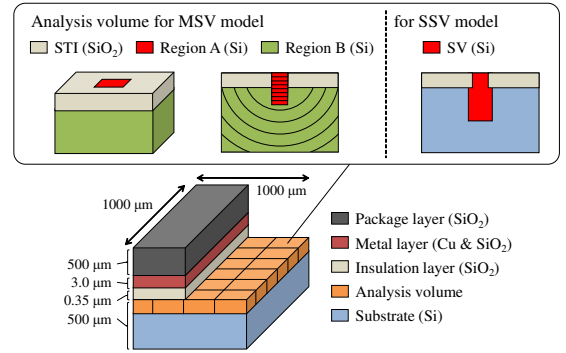 Analysis volume for MSV model
for SSV model
STI (SiO₂) Region A (Si) Region B (Si)
SV (Si)
1000 μm
1000 μm
500 μm
3.0 μm
0.35 μm
500 μm
Package layer (SiO₂)
Metal layer (Cu & SiO₂)
Insulation layer (SiO₂)
Analysis volume
Substrate (Si)